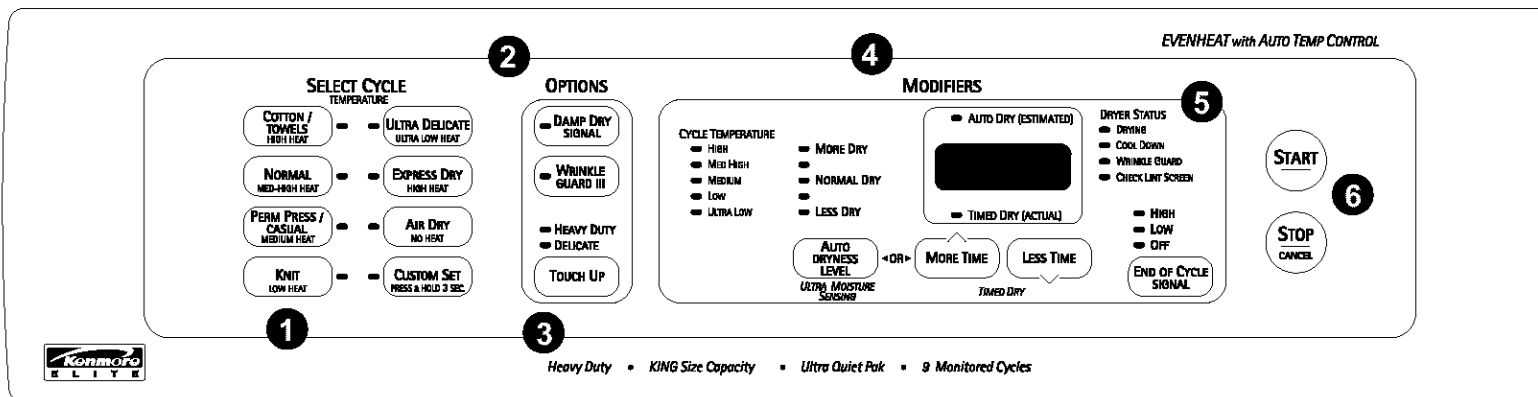 EVENHEAT with AUTO TEMP CONTROL
2
4
SELECT CYCLE
TEMPERATURE
OPTIONS
MODIFIERS
5
COTTON /
TOWELS
HIGH HEAT
ULTRA DELICATE
ULTRA LOW HEAT
NORMAL
MED-HIGH HEAT
EXPRESS DRY
HIGH HEAT
PERM PRESS /
CASUAL
MEDIUM HEAT
AIR DRY
NO HEAT
KNIT
LOW HEAT
CUSTOM SET
PRESS & HOLD 3 SEC.
1
DAMP DRY
SIGNAL
WRINKLE
GUARD III
HEAVY DUTY
DELICATE
TOUCH UP
3
CYCLE TEMPERATURE
HIGH
MED HIGH
MEDIUM
LOW
ULTRA LOW
MORE DRY
NORMAL DRY
LESS DRY
AUTO
DRYNESS
LEVEL
ULTRA MOISTURE
SENSING
OR
AUTO DRY (ESTIMATED)
TIMED DRY (ACTUAL)
MORE TIME
LESS TIME
TIMED DRY
DRYER STATUS
DRYING
COOL DOWN
WRINKLE GUARD
CHECK LINT SCREEN
HIGH
LOW
OFF
END OF CYCLE
SIGNAL
START
6
STOP
CANCEL
Kenmore
ELITE
Heavy Duty • KING Size Capacity • Ultra Quiet Pak • 9 Monitored Cycles